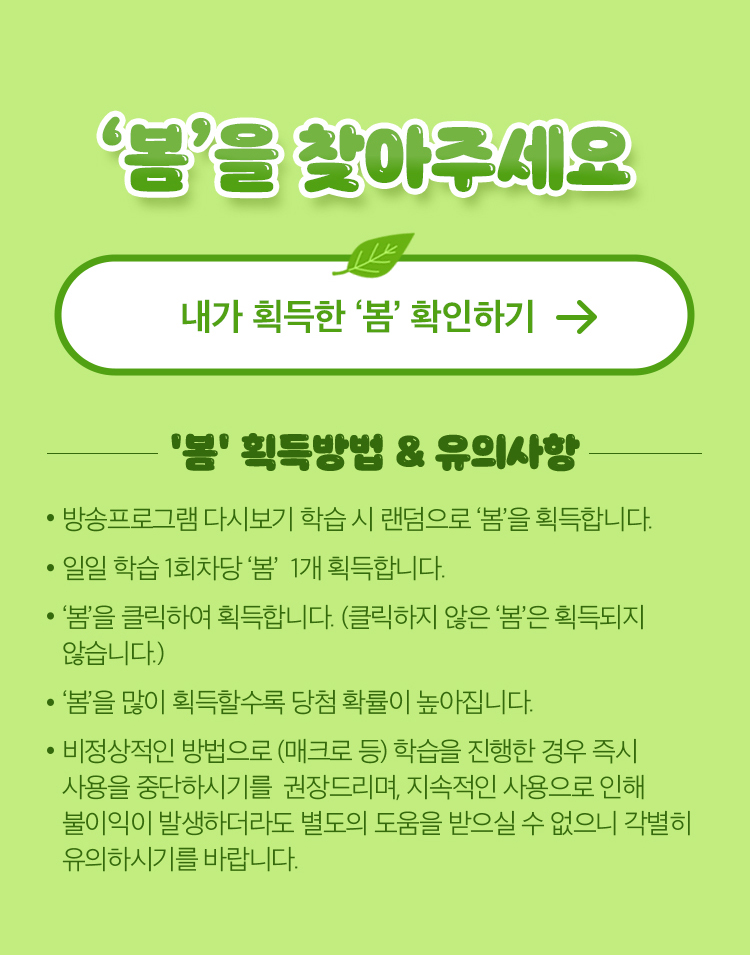 ‘봄’을 찾아주세요
내가 획득한 ‘봄’ 확인하기 →
'봄' 획득방법 & 유의사항
• 방송프로그램 다시보기 학습 시 랜덤으로 ‘봄’을 획득합니다.
• 일일 학습 1회차당 ‘봄’ 1개 획득합니다.
• ‘봄’을 클릭하여 획득합니다. (클릭하지 않은 ‘봄’은 획득되지
않습니다.)
• ‘봄’을 많이 획득할수록 당첨 확률이 높아집니다.
• 비정상적인 방법으로 (매크로 등) 학습을 진행한 경우 즉시
사용을 중단하시기를 권장드리며, 지속적인 사용으로 인해
불이익이 발생하더라도 별도의 도움을 받으실 수 없으니 각별히
유의하시기를 바랍니다.